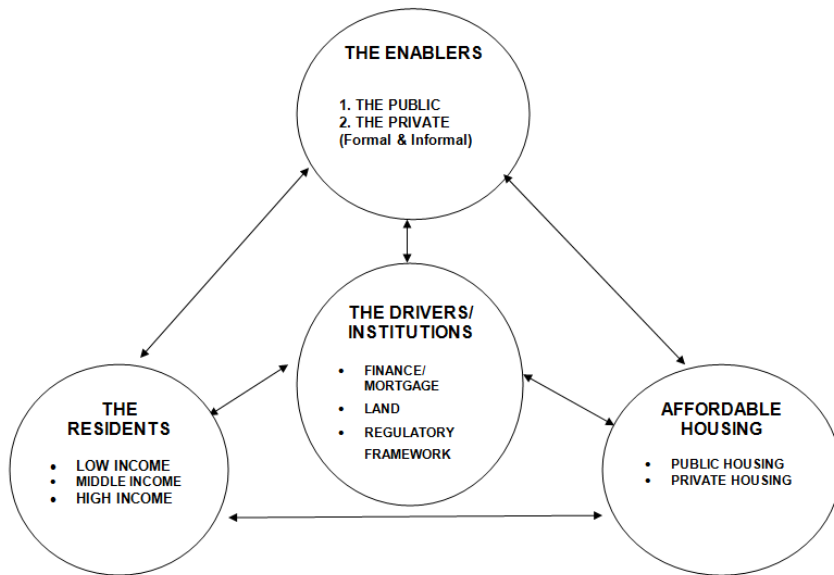 THE ENABLERS
1. THE PUBLIC
2. THE PRIVATE
(Formal & Informal)
THE DRIVERS/
INSTITUTIONS
• FINANCE/
MORTGAGE
• LAND
• REGULATORY
FRAMEWORK
THE
RESIDENTS
• LOW INCOME
• MIDDLE INCOME
• HIGH INCOME
AFFORDABLE
HOUSING
• PUBLIC HOUSING
• PRIVATE HOUSING